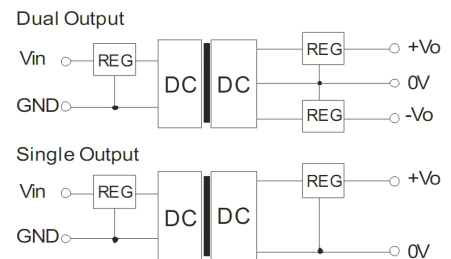 Dual Output
Vin REG REG +Vo
DC DC 0V
GND REG -Vo
Single Output
Vin REG REG +Vo
DC DC
GND 0V